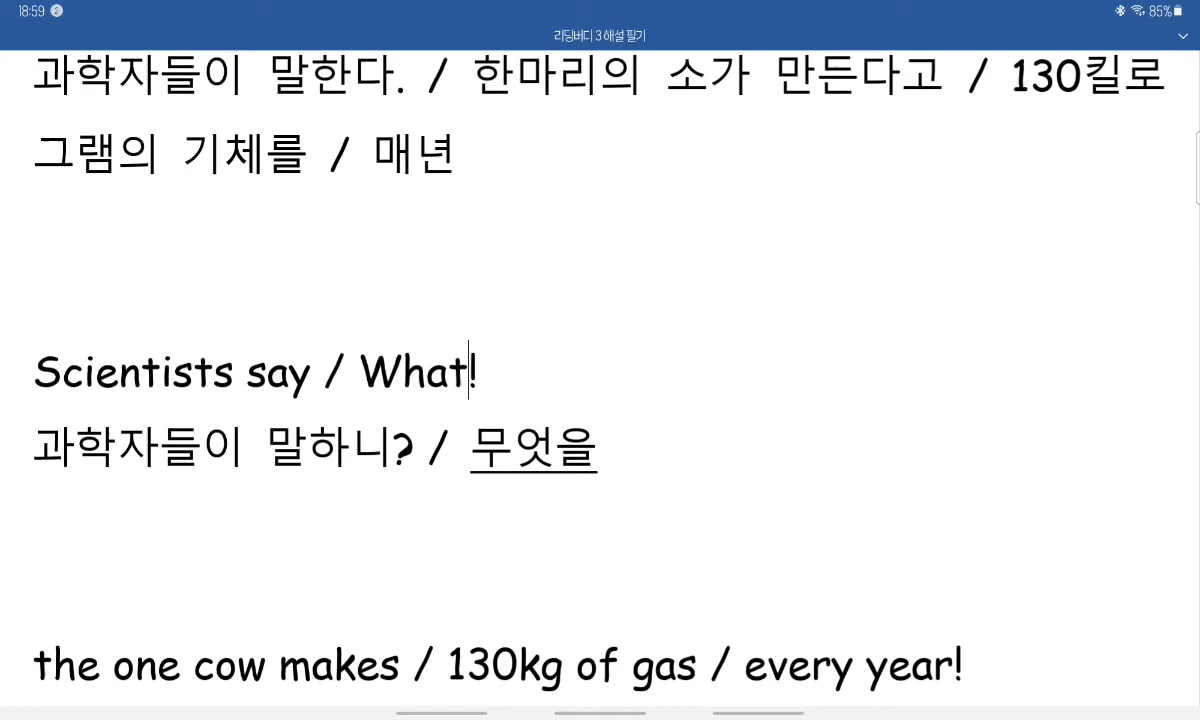 18:59 2 85%
리딩버디 3 해설 필기
과학자들이 말한다. / 한마리의 소가 만든다고 / 130킬로
그램의 기체를 / 매년
Scientists say / What!
과학자들이 말하니? / 무엇을
the one cow makes / 130kg of gas / every year!